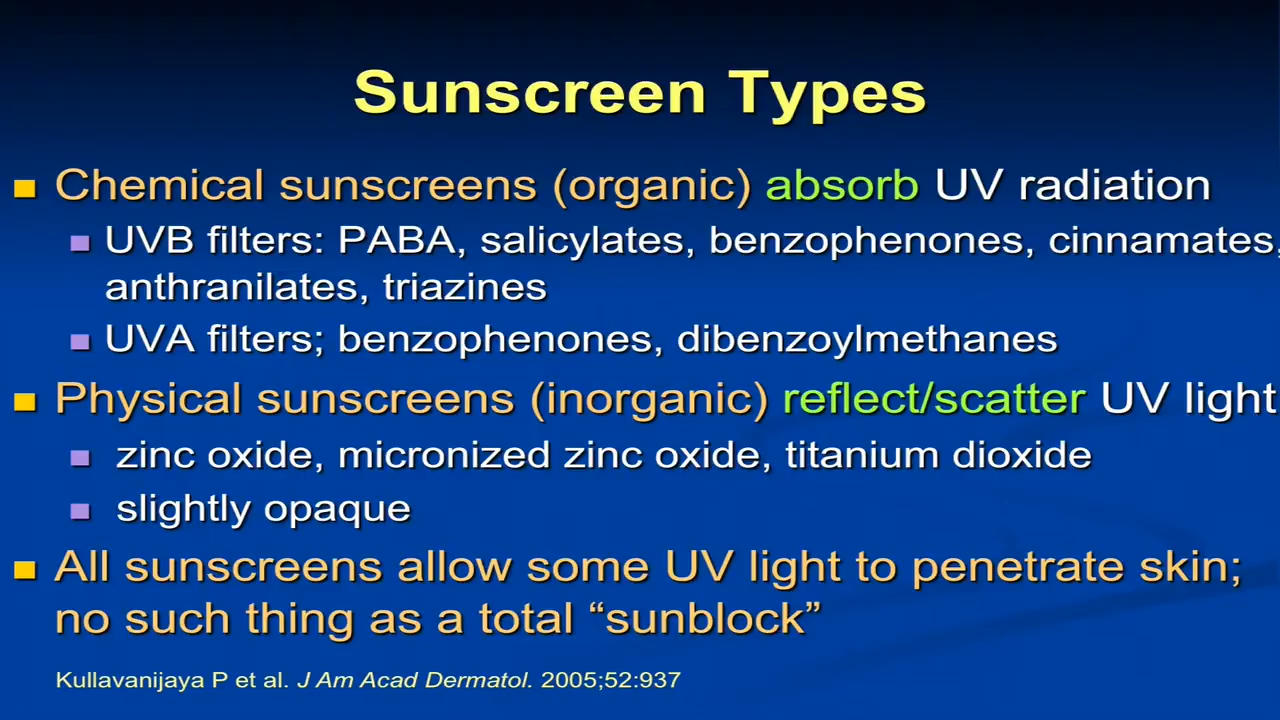 Sunscreen Types
Chemical sunscreens (organic) absorb UV radiation
UVB filters: PABA, salicylates, benzophenones, cinnamates,
anthranilates, triazines
UVA filters; benzophenones, dibenzoylmethanes
Physical sunscreens (inorganic) reflect/scatter UV light
zinc oxide, micronized zinc oxide, titanium dioxide
slightly opaque
All sunscreens allow some UV light to penetrate skin;
no such thing as a total “sunblock”
Kullavanijaya P et al. J Am Acad Dermatol. 2005;52:937